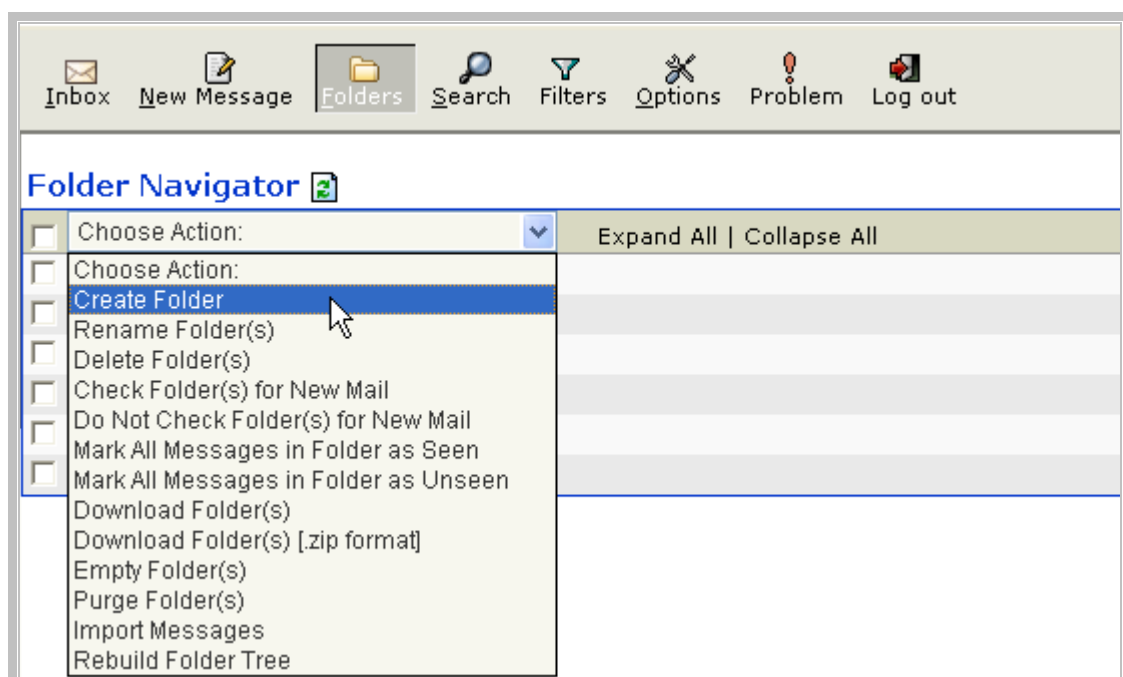 Inbox New Message Folders Search Filters Options Problem Log out
Folder Navigator
Choose Action: Expand All | Collapse All
Choose Action:
Create Folder
Rename Folder(s)
Delete Folder(s)
Check Folder(s) for New Mail
Do Not Check Folder(s) for New Mail
Mark All Messages in Folder as Seen
Mark All Messages in Folder as Unseen
Download Folder(s)
Download Folder(s) [.zip format]
Empty Folder(s)
Purge Folder(s)
Import Messages
Rebuild Folder Tree